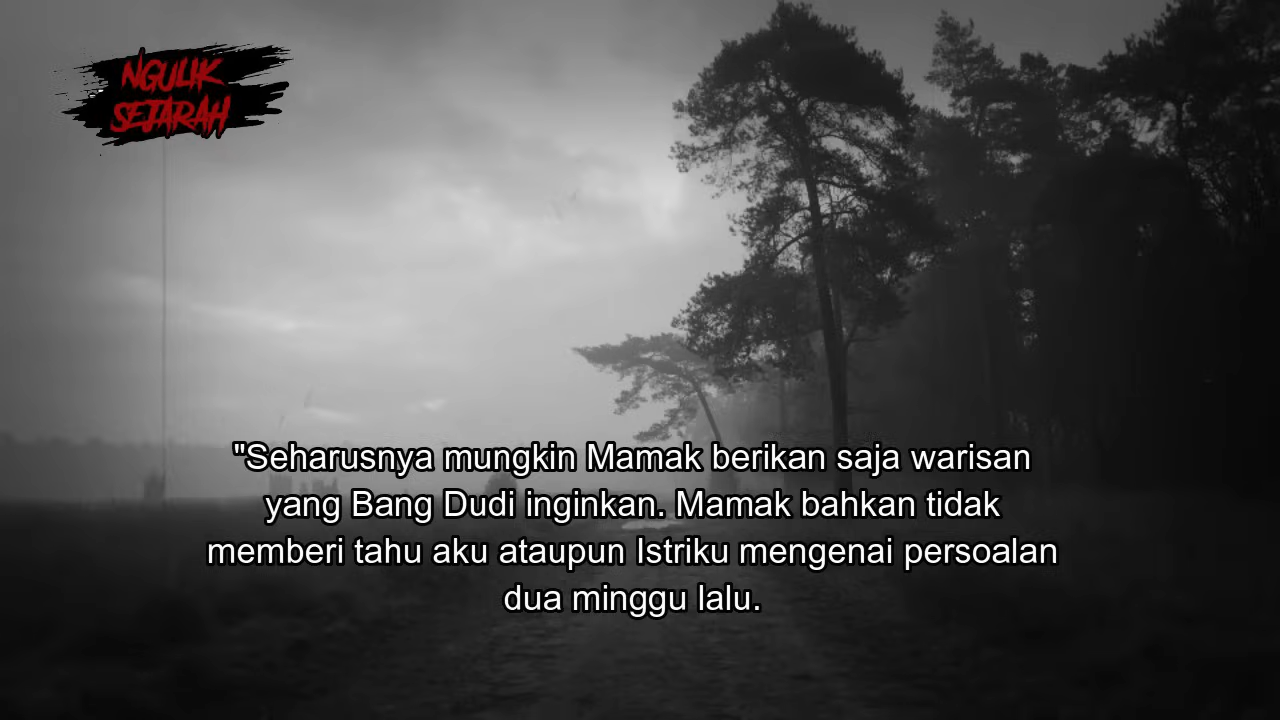 NGULIK
SEJARAH
"Seharusnya mungkin Mamak berikan saja warisan
yang Bang Dudi inginkan. Mamak bahkan tidak
memberi tahu aku ataupun Istriku mengenai persoalan
dua minggu lalu.